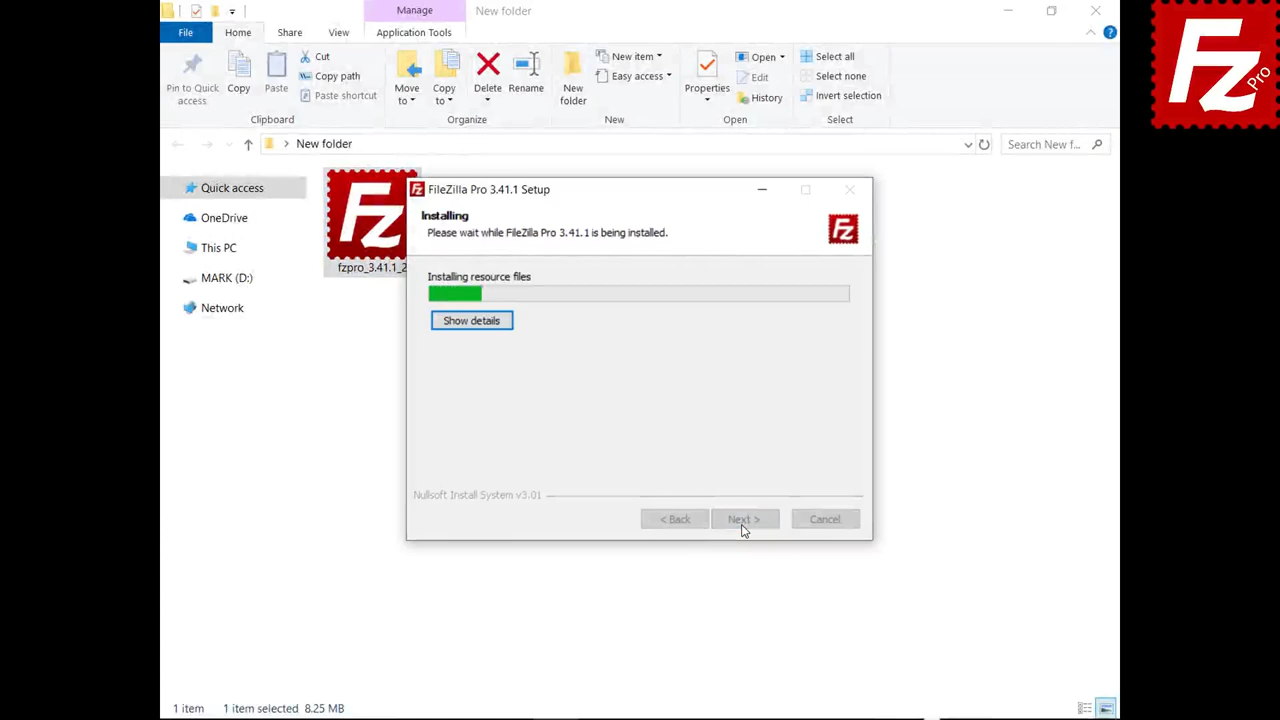 Manage
New folder
File
Home
Share
View
Application Tools
Pin to Quick access
Copy
Paste
Cut
Copy path
Paste shortcut
Clipboard
Move to
Copy to
Delete
Rename
Organize
New folder
New item
Easy access
New
Properties
Open
Edit
History
Open
Select all
Select none
Invert selection
Select
New folder
Search New f...
Quick access
OneDrive
This PC
MARK (D:)
Network
fzpro_3.41.1_2
FileZilla Pro 3.41.1 Setup
Installing
Please wait while FileZilla Pro 3.41.1 is being installed.
Fz
Installing resource files
Show details
Nullsoft Install System v3.01
< Back
Next >
Cancel
1 item
1 item selected
8.25 MB
Fz
Fz Pro